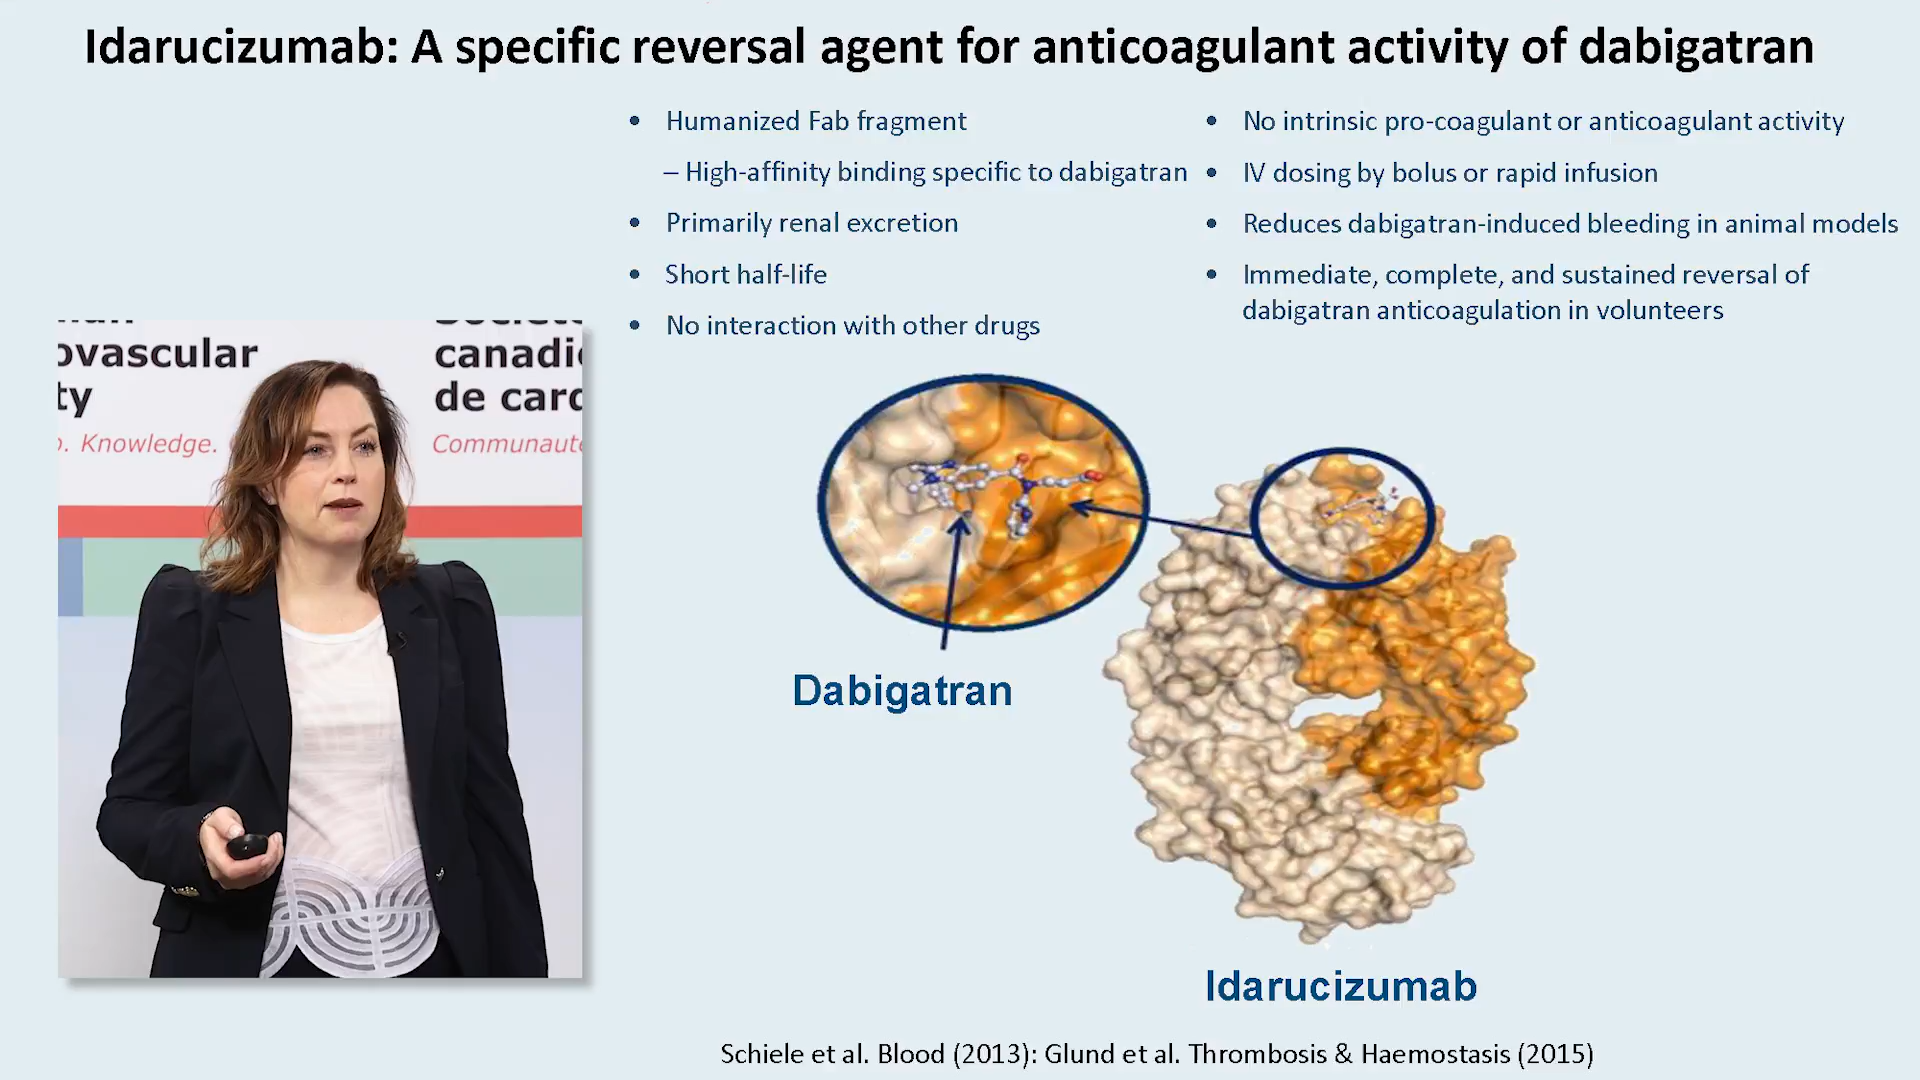 Idarucizumab: A specific reversal agent for anticoagulant activity of dabigatran
• Humanized Fab fragment
– High-affinity binding specific to dabigatran
• Primarily renal excretion
• Short half-life
• No interaction with other drugs
• No intrinsic pro-coagulant or anticoagulant activity
• IV dosing by bolus or rapid infusion
• Reduces dabigatran-induced bleeding in animal models
• Immediate, complete, and sustained reversal of
dabigatran anticoagulation in volunteers
ovascular
ty
Knowledge.
canadi
de card
Communaut
Dabigatran
Idarucizumab
Schiele et al. Blood (2013): Glund et al. Thrombosis & Haemostasis (2015)